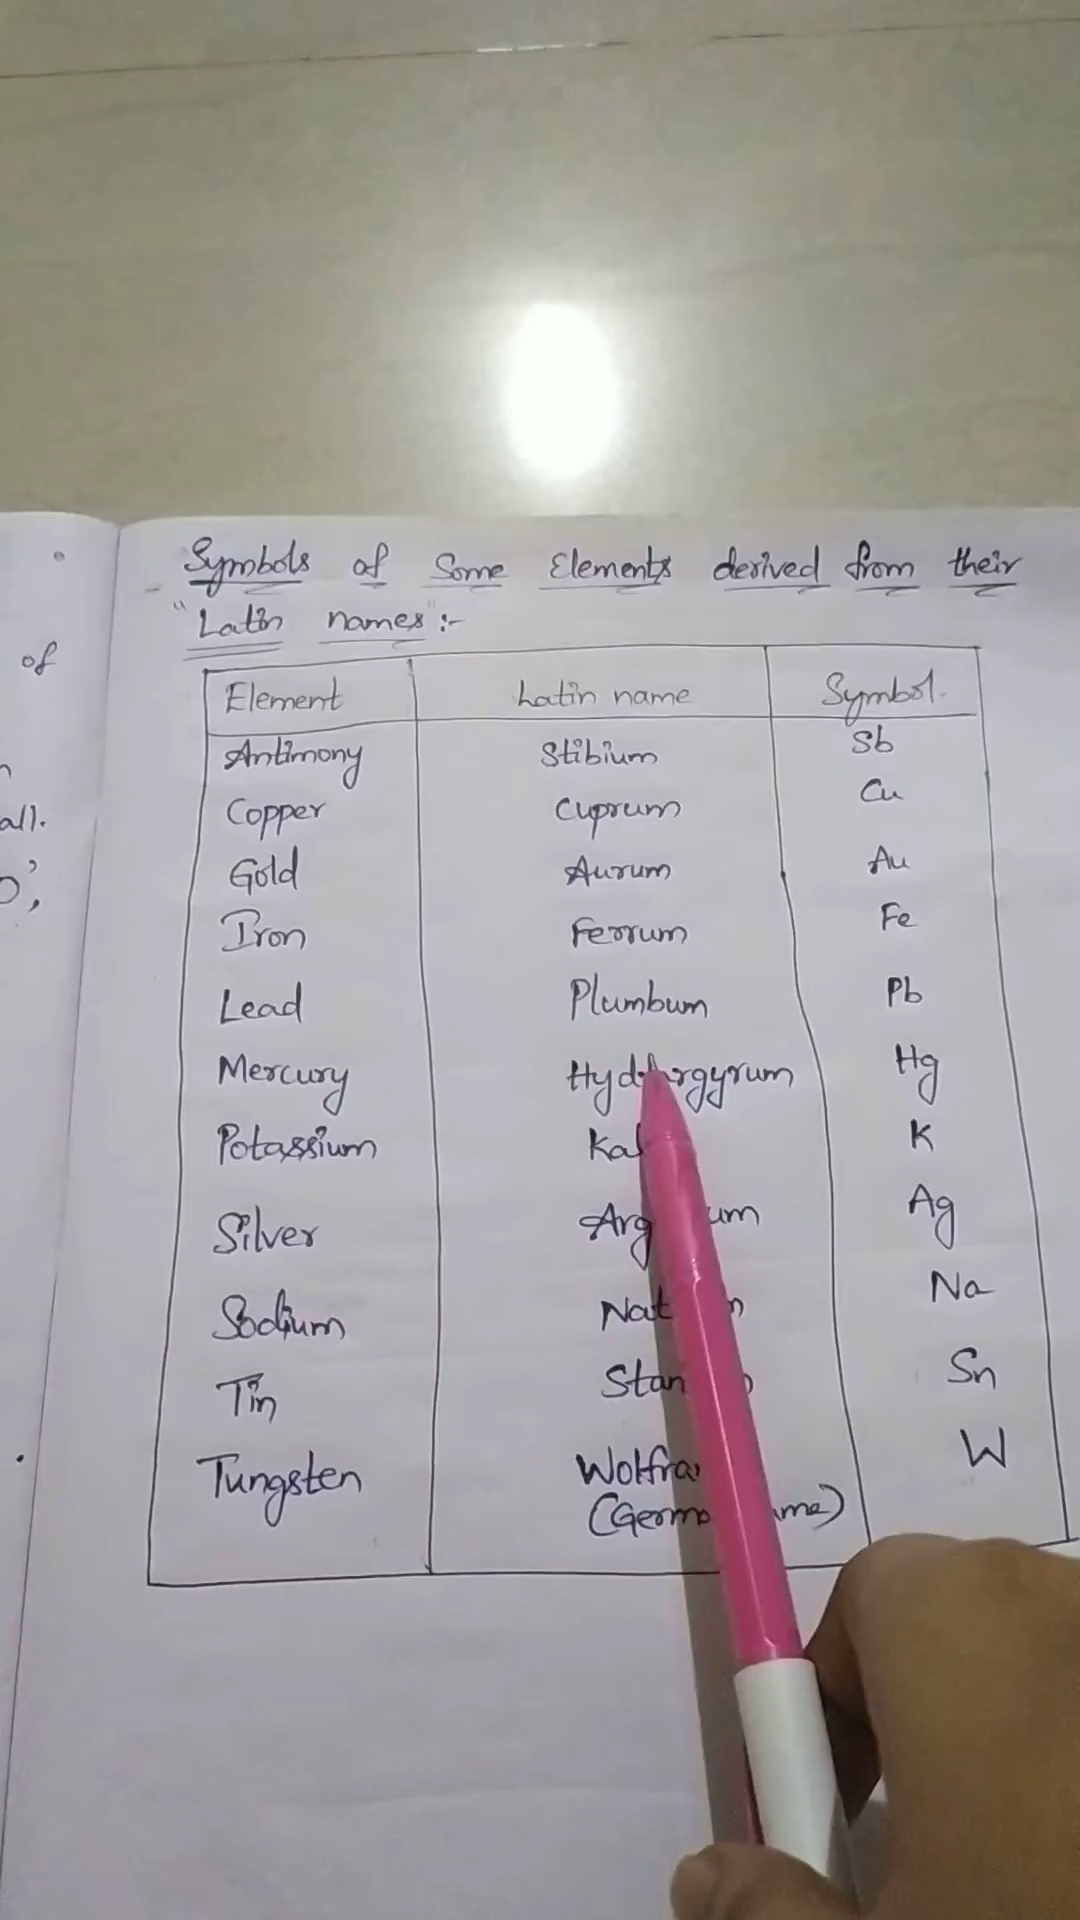 Symbols of Some Elements derived from their
"Latin names":-
Element Latin name Symbol.
Antimony Stibium Sb
Copper Cuprum Cu
Gold Aurum Au
Iron Ferrum Fe
Lead Plumbum Pb
Mercury Hg
Potassium K
Silver Ag
Sodium Na
Tin Sn
Tungsten W
of
all.